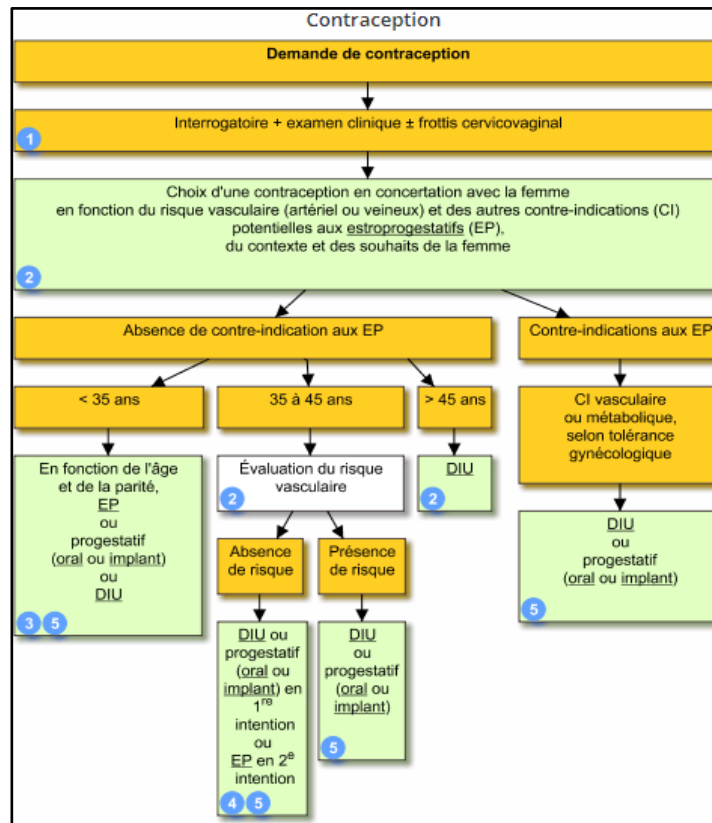 Contraception
Demande de contraception
Interrogatoire + examen clinique ± frottis cervicovaginal
1
Choix d'une contraception en concertation avec la femme
en fonction du risque vasculaire (artériel ou veineux) et des autres contre-indications (CI)
potentielles aux estroprogestatifs (EP),
du contexte et des souhaits de la femme
2
Absence de contre-indication aux EP
Contre-indications aux EP
< 35 ans
35 à 45 ans
> 45 ans
CI vasculaire
ou métabolique,
selon tolérance
gynécologique
En fonction de l'âge
et de la parité,
EP
ou
progestatif
(oral ou implant)
ou
DIU
3 5
Évaluation du risque
vasculaire
2
DIU
2
DIU
ou
progestatif
(oral ou implant)
5
Absence
de risque
Présence
de risque
DIU ou
progestatif
(oral ou
implant) en
1re
intention
ou
EP en 2e
intention
4 5
DIU
ou
progestatif
(oral ou
implant)
5